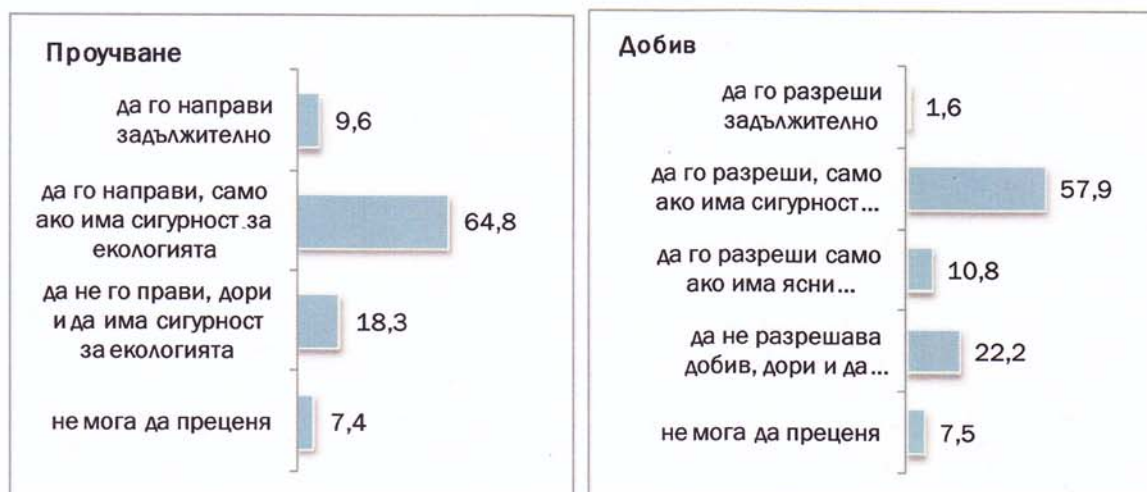 Проучване
да го направи
задължително
9,6
да го направи, само
ако има сигурност за
екологията
64,8
да не го прави, дори
и да има сигурност
за екологията
18,3
не мога да преценя
7,4
Добив
да го разреши
задължително
1,6
да го разреши, само
ако има сигурност...
57,9
да го разреши само
ако има ясни...
10,8
да не разрешава
добив, дори и да...
22,2
не мога да преценя
7,5